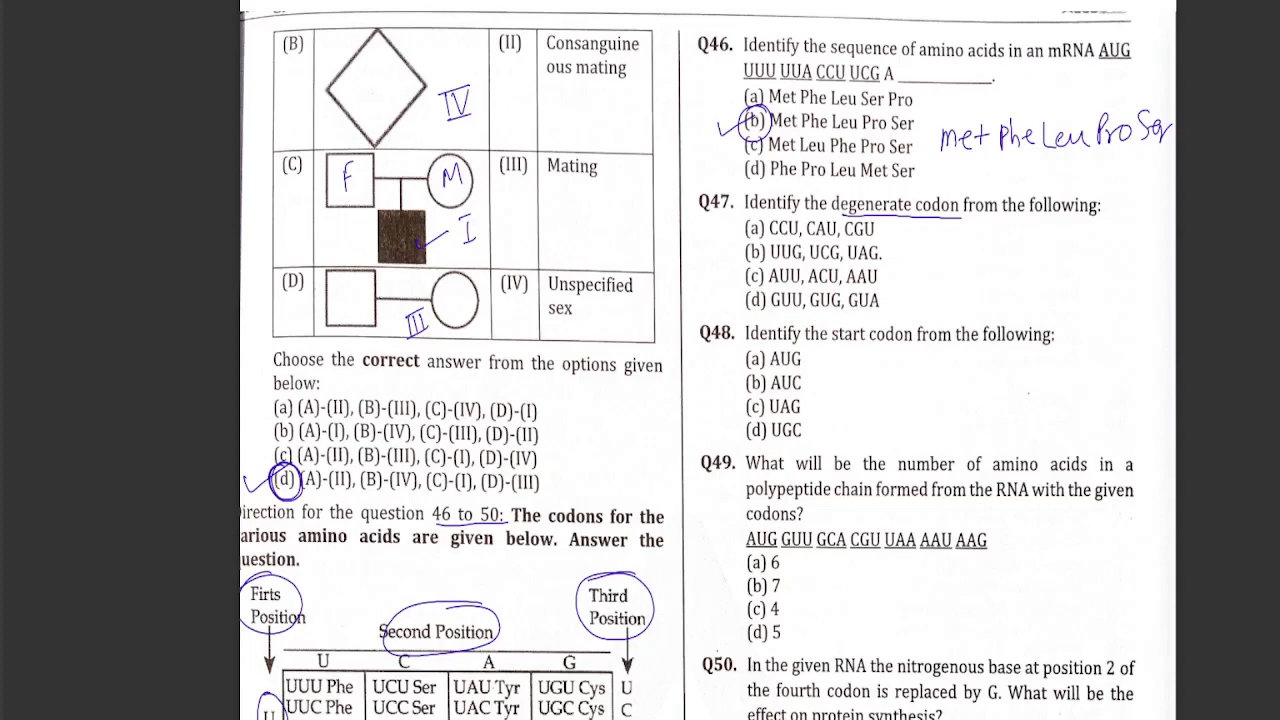 (B)
(II) Consanguine
ous mating
IV
(C)
F
M
(III) Mating
I
(D)
(IV) Unspecified
sex
III
Choose the correct answer from the options given
below:
(a) (A)-(II), (B)-(III), (C)-(IV), (D)-(I)
(b) (A)-(I), (B)-(IV), (C)-(III), (D)-(II)
(c) (A)-(II), (B)-(III), (C)-(I), (D)-(IV)
(d) (A)-(II), (B)-(IV), (C)-(I), (D)-(III)
irection for the question 46 to 50: The codons for the
arious amino acids are given below. Answer the
uestion.
Firts
Position
Second Position
Third
Position
U C A G
UUU Phe UCU Ser UAU Tyr UGU Cys U
U UUC Phe UCC Ser UAC Tyr UGC Cys C
Q46. Identify the sequence of amino acids in an mRNA AUG
UUU UUA CCU UCG A ____________.
(a) Met Phe Leu Ser Pro
(b) Met Phe Leu Pro Ser
(c) Met Leu Phe Pro Ser
(d) Phe Pro Leu Met Ser
met phe Leu Pro Ser
Q47. Identify the degenerate codon from the following:
(a) CCU, CAU, CGU
(b) UUG, UCG, UAG.
(c) AUU, ACU, AAU
(d) GUU, GUG, GUA
Q48. Identify the start codon from the following:
(a) AUG
(b) AUC
(c) UAG
(d) UGC
Q49. What will be the number of amino acids in a
polypeptide chain formed from the RNA with the given
codons?
AUG GUU GCA CGU UAA AAU AAG
(a) 6
(b) 7
(c) 4
(d) 5
Q50. In the given RNA the nitrogenous base at position 2 of
the fourth codon is replaced by G. What will be the
effect on protein synthesis?